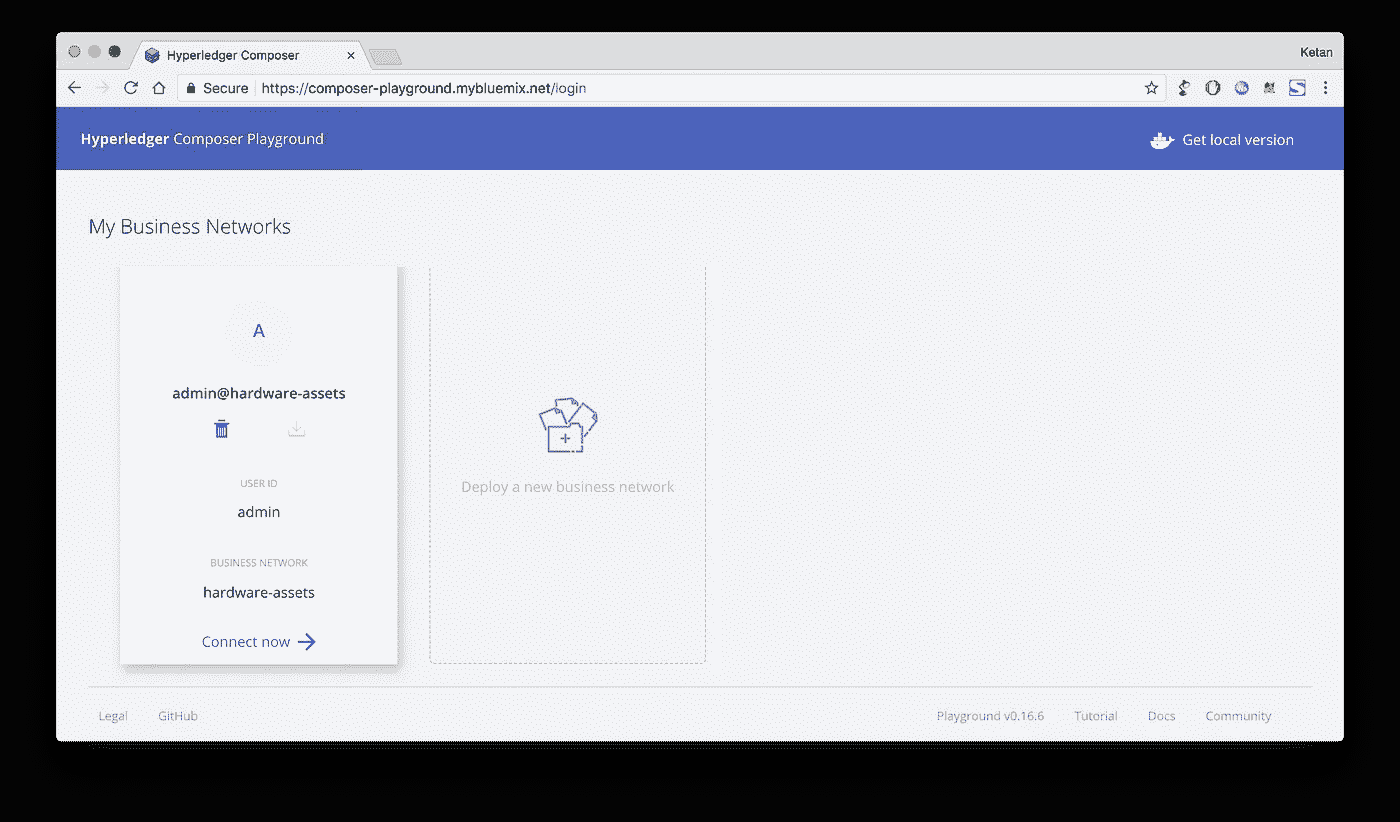 Hyperledger Composer
Ketan
Secure https://composer-playground.mybluemix.net/login
Hyperledger Composer Playground
Get local version
My Business Networks
A
admin@hardware-assets
USER ID
admin
BUSINESS NETWORK
hardware-assets
Connect now
Deploy a new business network
Legal GitHub Playground v0.16.6 Tutorial Docs Community